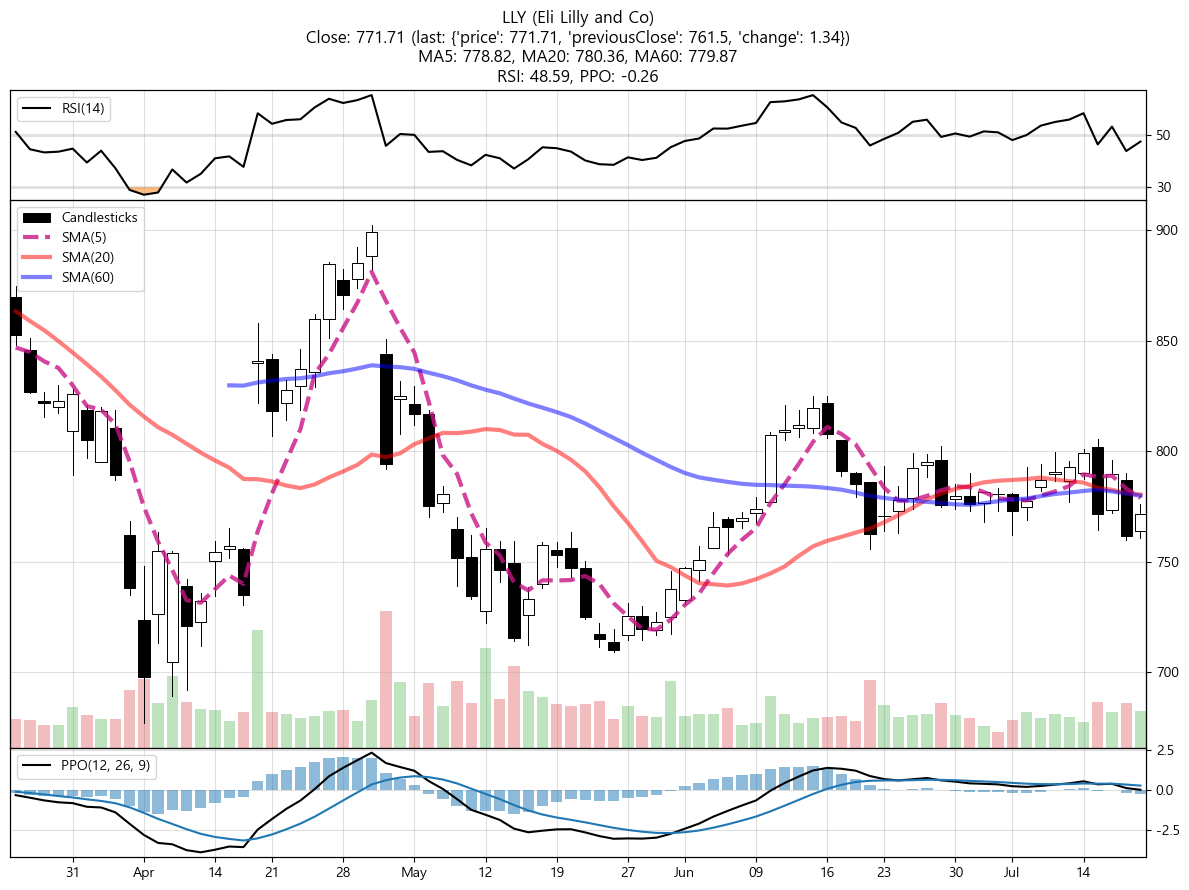 LLY (Eli Lilly and Co)
Close: 771.71 (last: {'price': 771.71, 'previousClose': 761.5, 'change': 1.34})
MA5: 778.82, MA20: 780.36, MA60: 779.87
RSI: 48.59, PPO: -0.26
RSI(14)
50
30
Candlesticks
SMA(5)
SMA(20)
SMA(60)
900
850
800
750
700
PPO(12, 26, 9)
2.5
0.0
-2.5
31 Apr 14 21 28 May 12 19 27 Jun 09 16 23 30 Jul 14